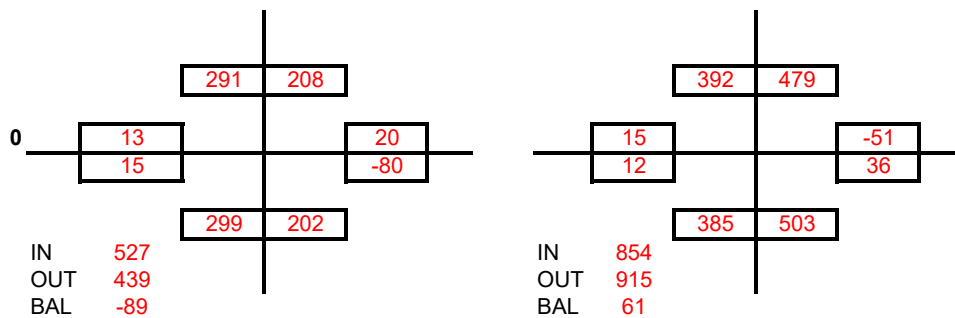 291 208 392 479
0 13 20 15 -51
15 -80 12 36
299 202 385 503
IN 527 IN 854
OUT 439 OUT 915
BAL -89 BAL 61